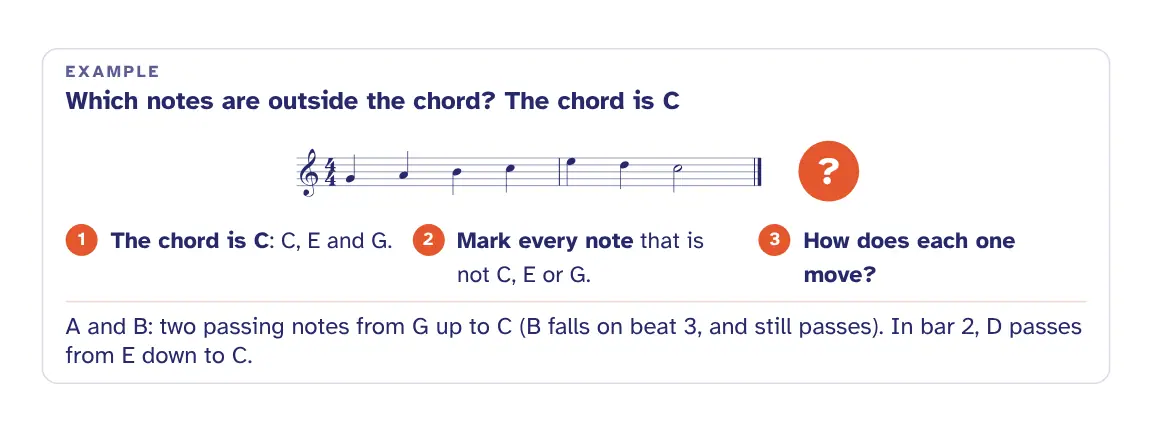 EXAMPLE
Which notes are outside the chord? The chord is C
4
4
?
1 The chord is C: C, E and G.
2 Mark every note that is
not C, E or G.
3 How does each one
move?
A and B: two passing notes from G up to C (B falls on beat 3, and still passes). In bar 2, D passes
from E down to C.